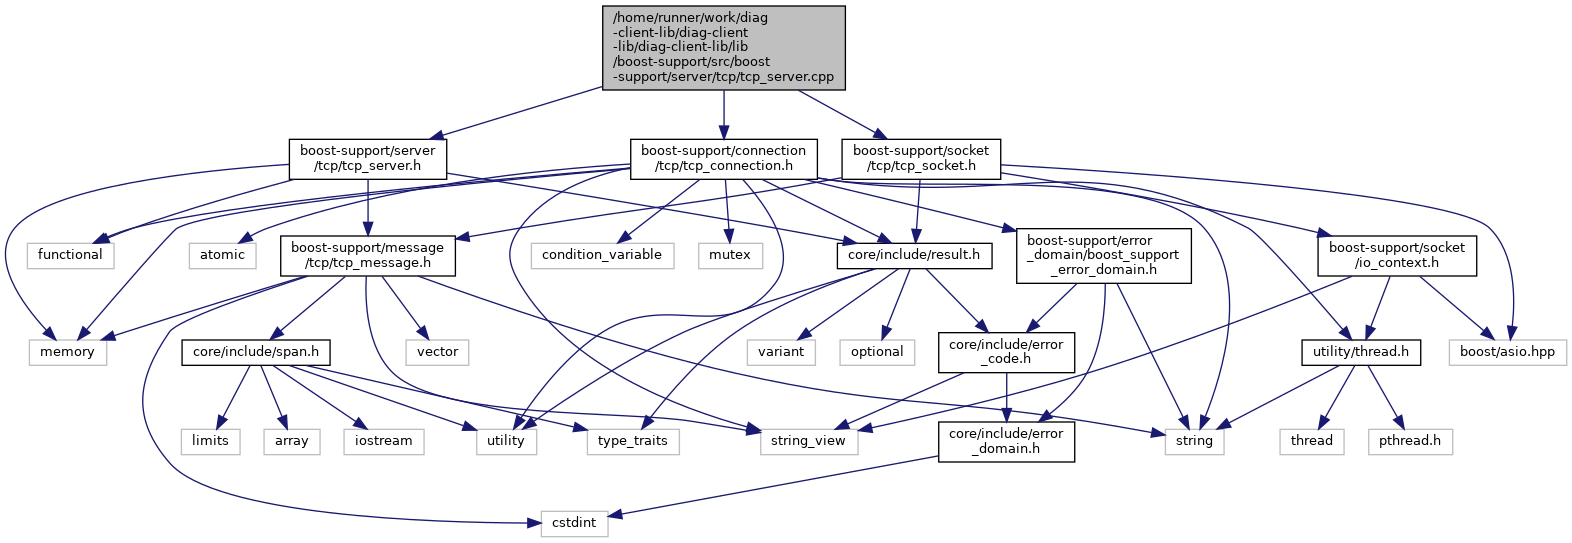 /home/runner/work/diag
-client-lib/diag-client
-lib/diag-client-lib/lib
/boost-support/src/boost
-support/server/tcp/tcp_server.cpp
boost-support/server
/tcp/tcp_server.h
boost-support/connection
/tcp/tcp_connection.h
boost-support/socket
/tcp/tcp_socket.h
functional
atomic
boost-support/message
/tcp/tcp_message.h
condition_variable
mutex
core/include/result.h
boost-support/error
_domain/boost_support
_error_domain.h
boost-support/socket
/io_context.h
memory
core/include/span.h
vector
variant
optional
core/include/error
_code.h
utility/thread.h
boost/asio.hpp
limits
array
iostream
utility
type_traits
string_view
core/include/error
_domain.h
string
thread
pthread.h
cstdint